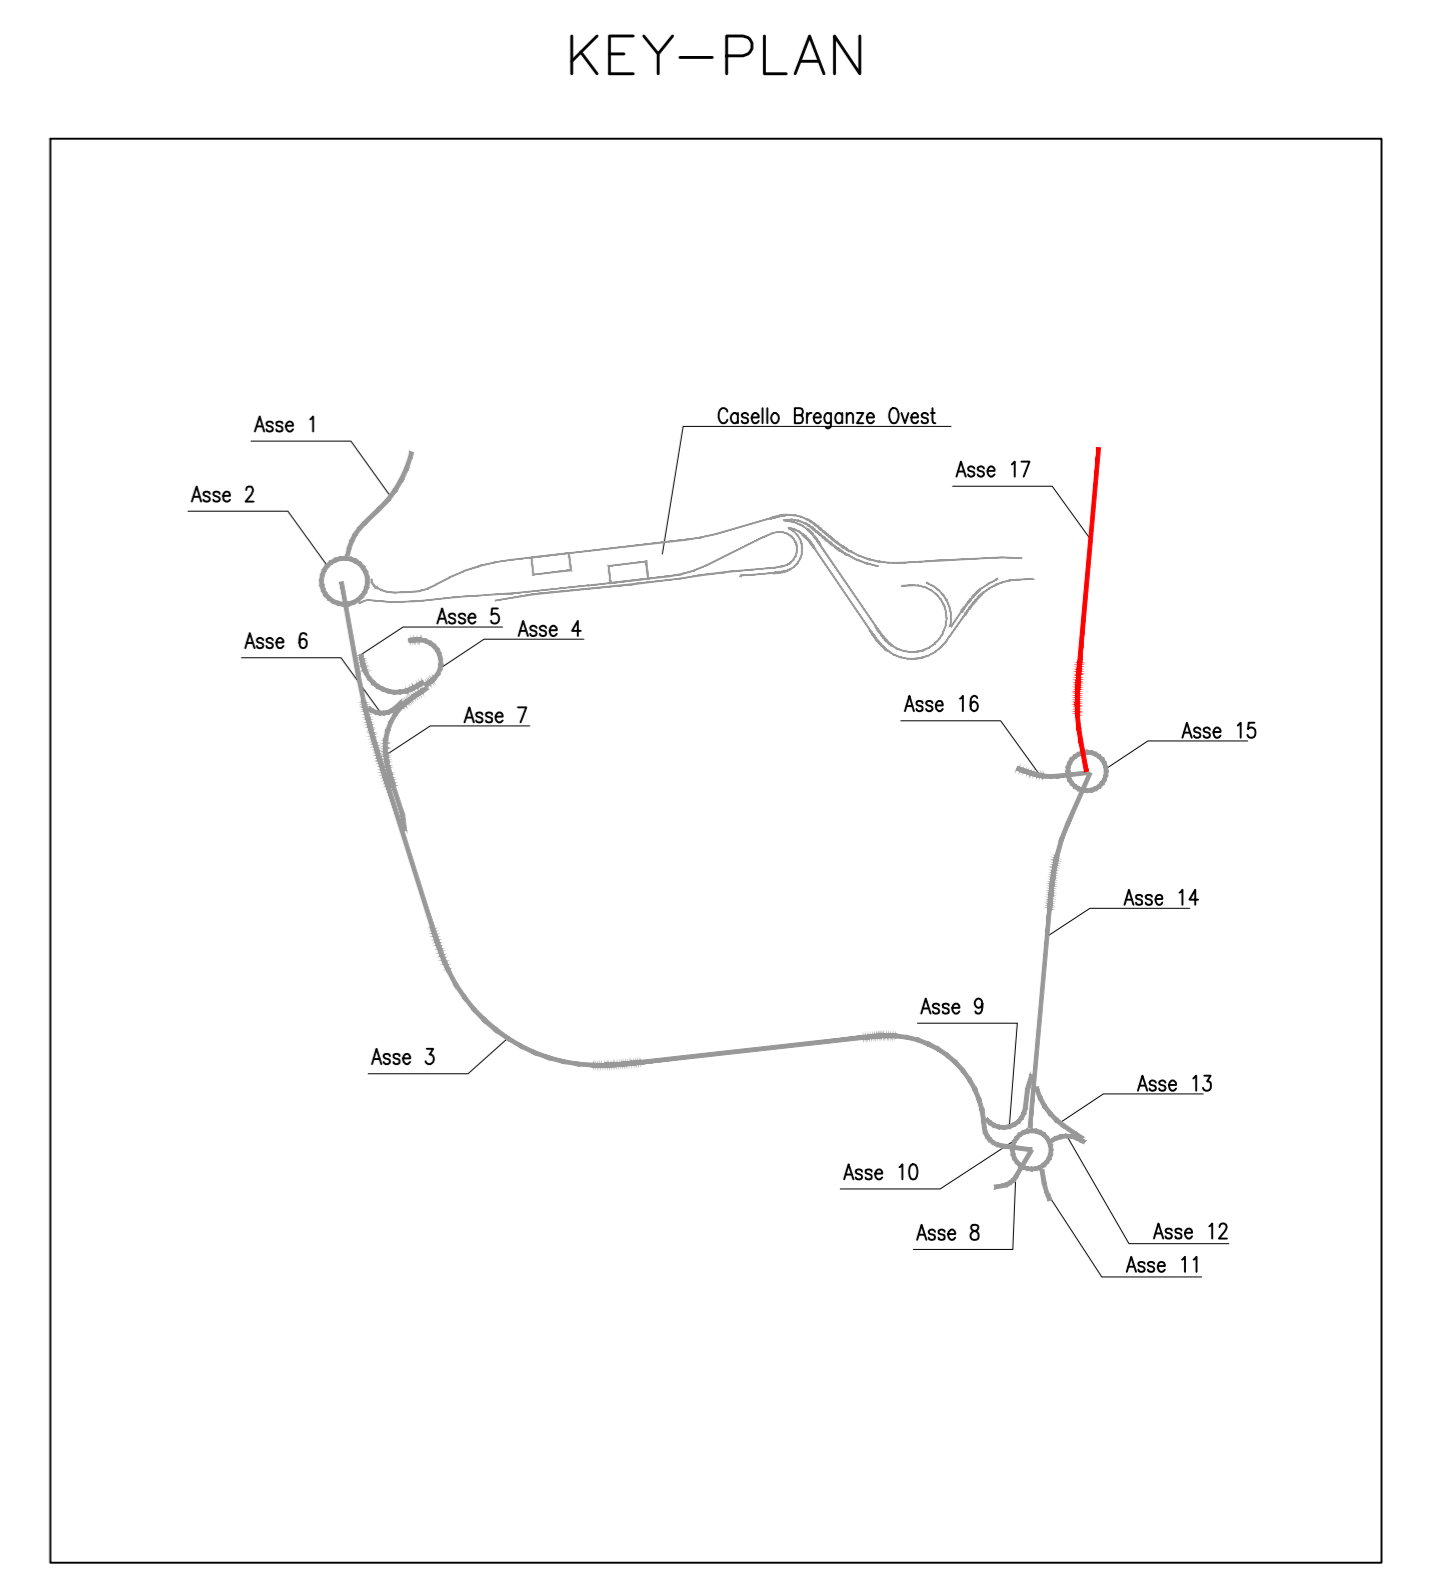 KEY-PLAN
Casello Breganze Ovest
Asse 1
Asse 17
Asse 2
Asse 5
Asse 4
Asse 6
Asse 16
Asse 7
Asse 15
Asse 14
Asse 9
Asse 3
Asse 13
Asse 10
Asse 8
Asse 12
Asse 11